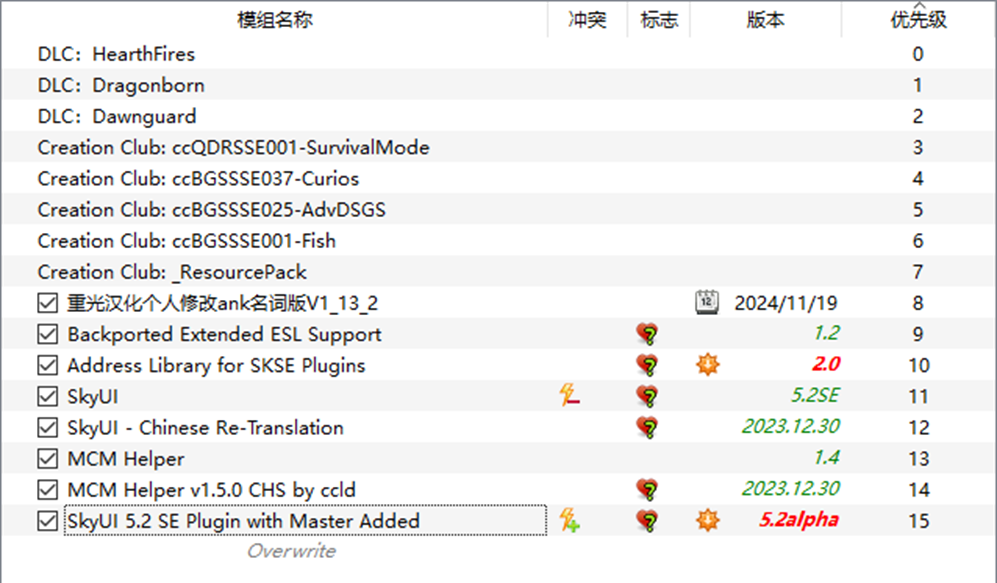 模组名称 冲突 标志 版本 优先级
DLC: HearthFires 0
DLC: Dragonborn 1
DLC: Dawnguard 2
Creation Club: ccQDRSSE001-SurvivalMode 3
Creation Club: ccBGSSSE037-Curios 4
Creation Club: ccBGSSSE025-AdvDSGS 5
Creation Club: ccBGSSSE001-Fish 6
Creation Club: _ResourcePack 7
重光汉化个人修改ank名词版V1_13_2 12 2024/11/19 8
Backported Extended ESL Support 1.2 9
Address Library for SKSE Plugins 2.0 10
SkyUI 5.2SE 11
SkyUI - Chinese Re-Translation 2023.12.30 12
MCM Helper 1.4 13
MCM Helper v1.5.0 CHS by ccld 2023.12.30 14
SkyUI 5.2 SE Plugin with Master Added 5.2alpha 15
Overwrite